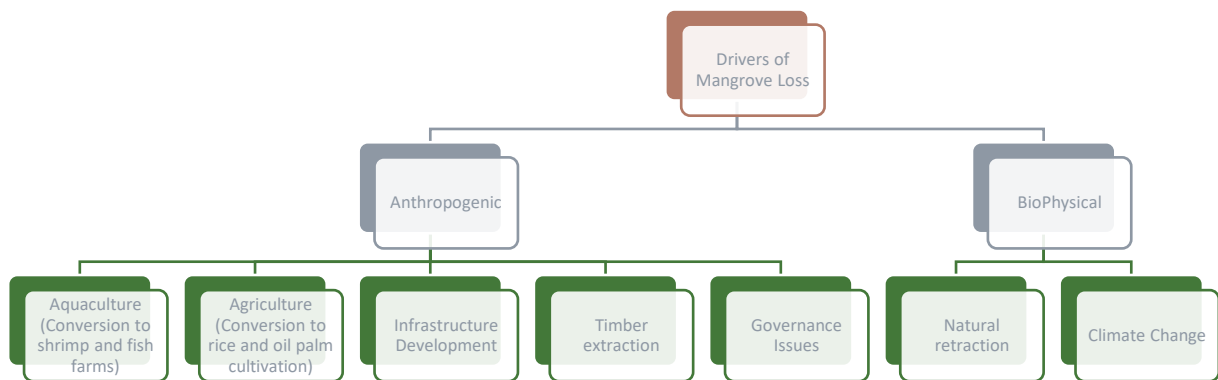 Drivers of
Mangrove Loss
Anthropogenic
BioPhysical
Aquaculture
(Conversion to
shrimp and fish
farms)
Agriculture
(Conversion to
rice and oil palm
cultivation)
Infrastructure
Development
Timber
extraction
Governance
Issues
Natural
retraction
Climate Change